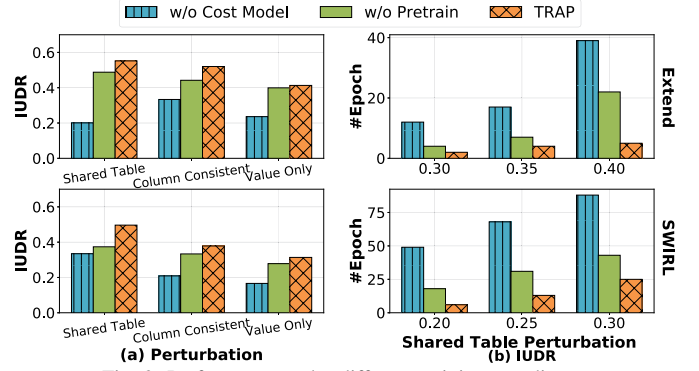 w/o Cost Model w/o Pretrain TRAP
IUDR
0.6
0.4
0.2
0.0
Shared Table Column Consistent Value Only
#Epoch
40
20
0
0.30 0.35 0.40
Extend
IUDR
0.6
0.4
0.2
0.0
Shared Table Column Consistent Value Only
(a) Perturbation
#Epoch
75
50
25
0
0.20 0.25 0.30
SWIRL
Shared Table Perturbation
(b) IUDR